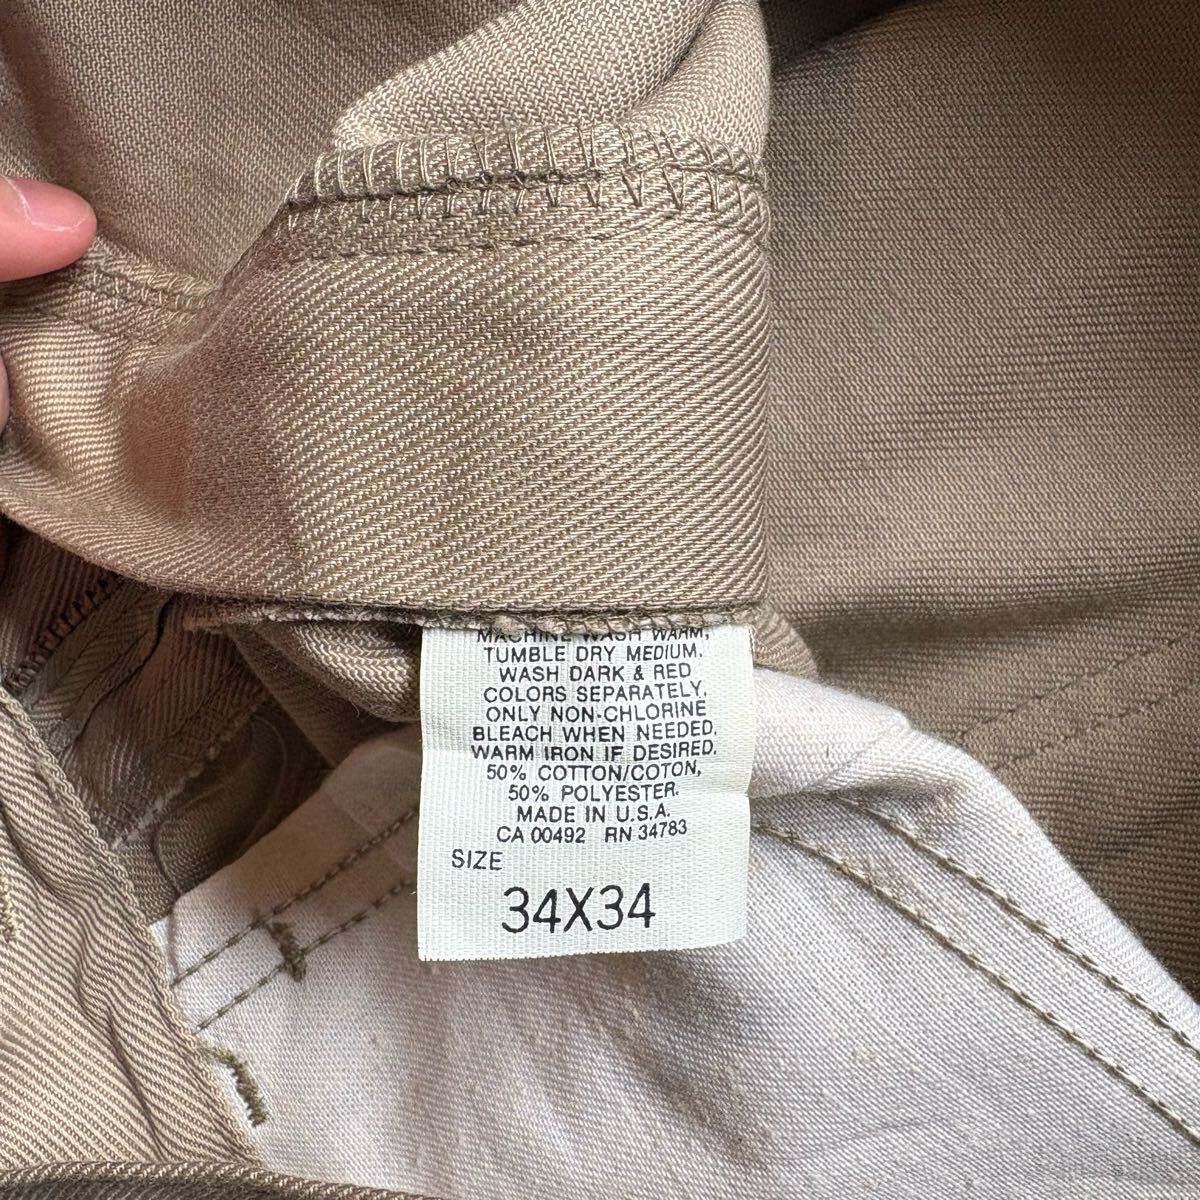 MACHINE WASH WARM,
TUMBLE DRY MEDIUM.
WASH DARK & RED
COLORS SEPARATELY.
ONLY NON-CHLORINE
BLEACH WHEN NEEDED.
WARM IRON IF DESIRED.
50% COTTON/COTON,
50% POLYESTER.
MADE IN U.S.A.
CA 00492 RN 34783
SIZE
34X34